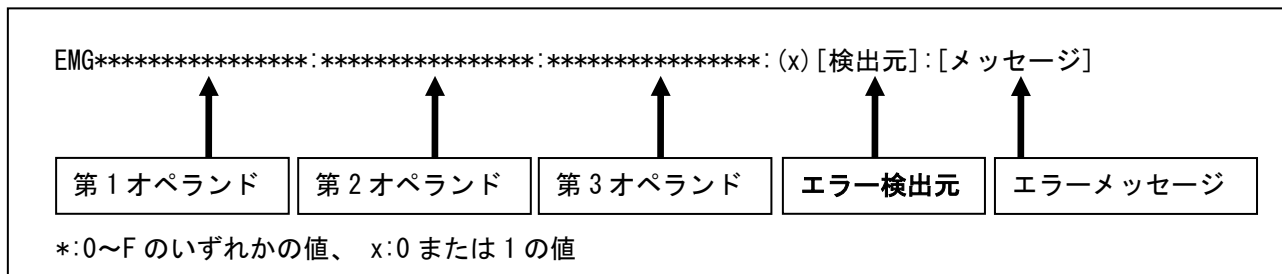 EMG****************:****************:****************:(x)[検出元]:[メッセージ]
第1オペランド 第2オペランド 第3オペランド エラー検出元 エラーメッセージ
*:0～F のいずれかの値、 x:0 または 1 の値